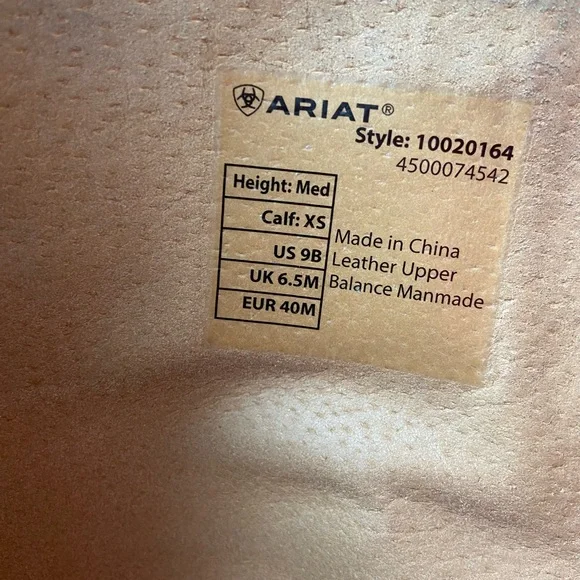 ARIAT®
Style: 10020164
4500074542
Height: Med
Calf: XS
US 9B
UK 6.5M
EUR 40M
Made in China
Leather Upper
Balance Manmade